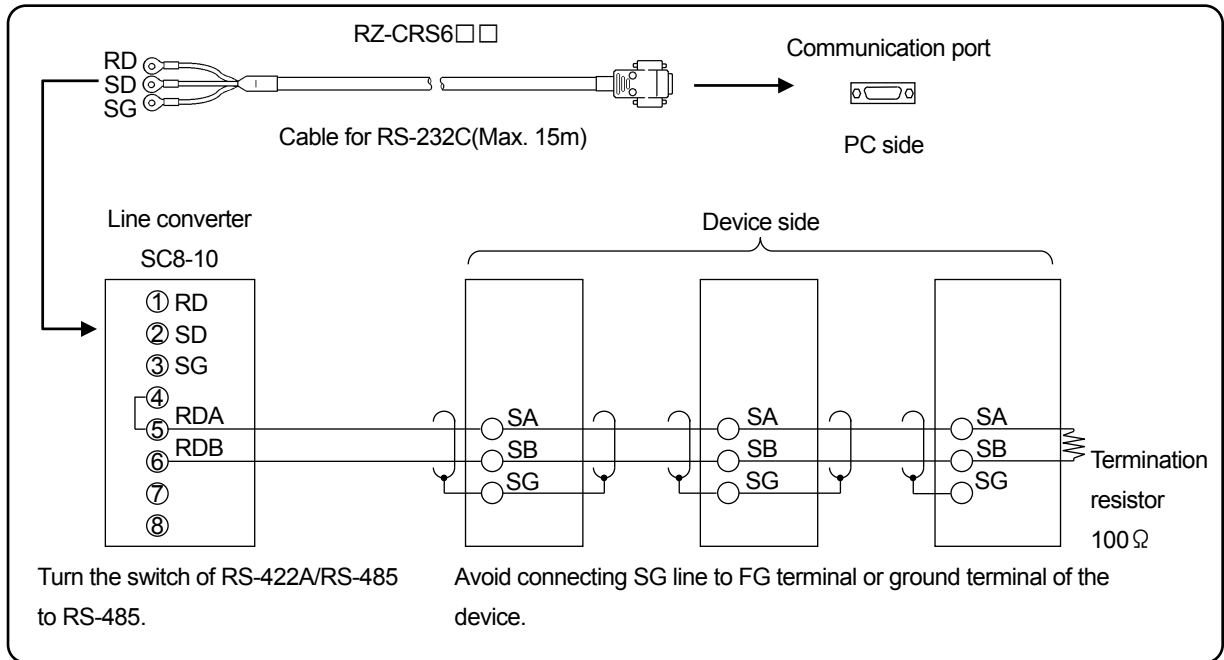 RZ-CRS6□□
Communication port
RD
SD
SG
Cable for RS-232C(Max. 15m)
PC side
Line converter
SC8-10
Device side
① RD
② SD
③ SG
④
⑤ RDA
⑥ RDB
⑦
⑧
SA
SB
SG
SA
SB
SG
SA
SB
SG
Termination
resistor
100Ω
Turn the switch of RS-422A/RS-485
to RS-485.
Avoid connecting SG line to FG terminal or ground terminal of the
device.